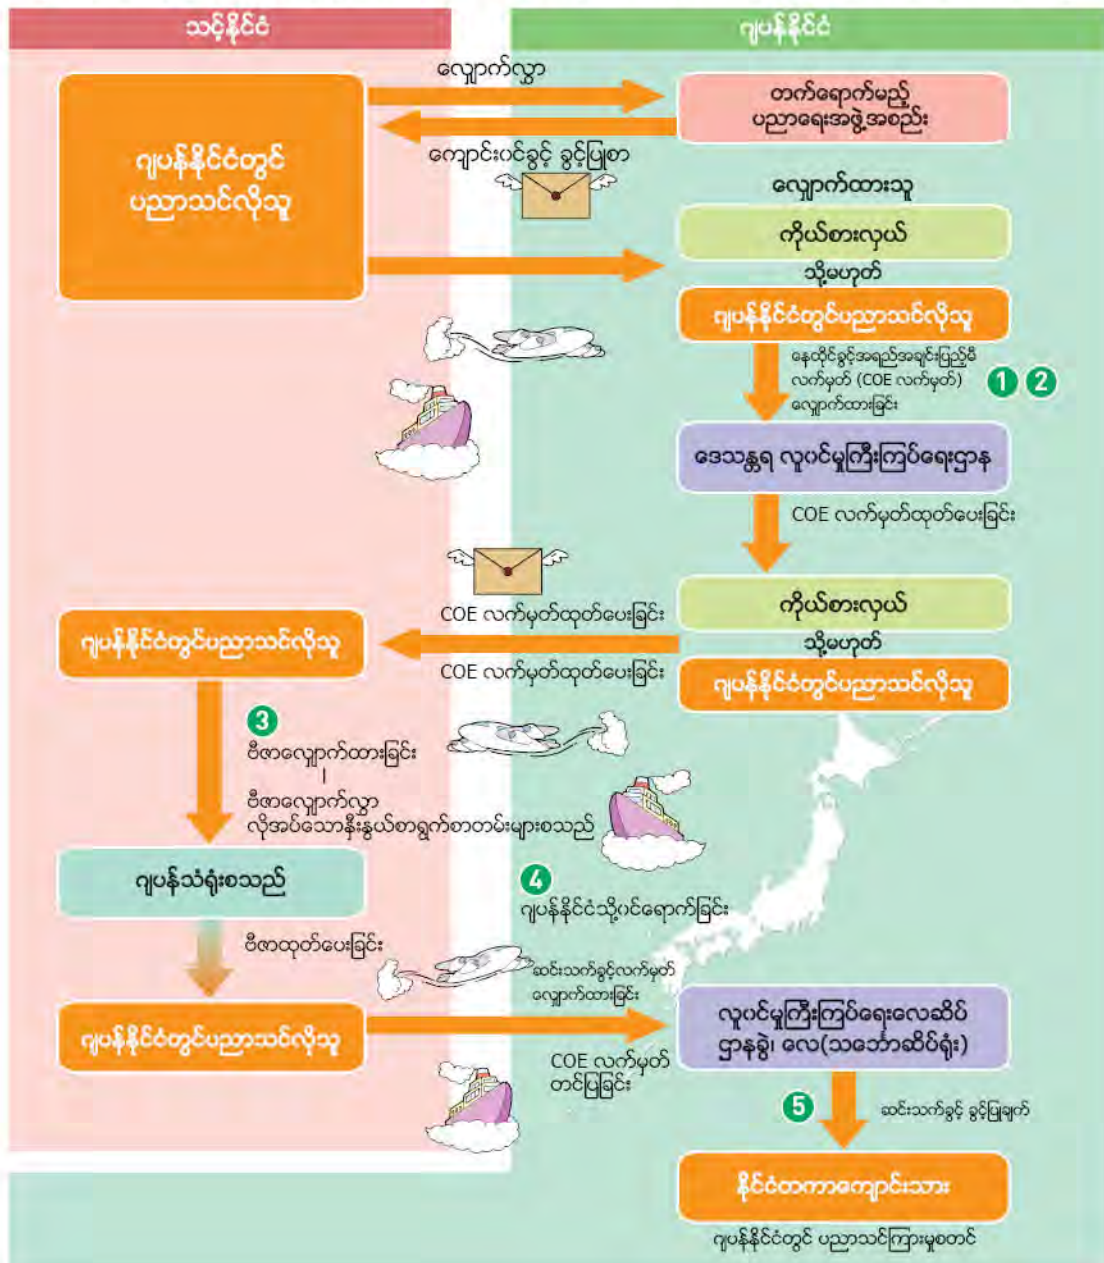 သင့်နိုင်ငံ
ဂျပန်နိုင်ငံ
လျှောက်လွှာ
တက်ရောက်မည့်
ပညာရေးအဖွဲ့အစည်း
ဂျပန်နိုင်ငံတွင်
ပညာသင်လိုသူ
ကျောင်းဝင်ခွင့် ခွင့်ပြုစာ
လျှောက်ထားသူ
ကိုယ်စားလှယ်
သို့မဟုတ်
ဂျပန်နိုင်ငံတွင်ပညာသင်လိုသူ
နေထိုင်ခွင့်အရည်အချင်းပြည့်မီ
လက်မှတ် (COE လက်မှတ်)
လျှောက်ထားခြင်း
1 2
ဒေသန္တရ လူဝင်မှုကြီးကြပ်ရေးဌာန
COE လက်မှတ်ထုတ်ပေးခြင်း
ကိုယ်စားလှယ်
COE လက်မှတ်ထုတ်ပေးခြင်း
သို့မဟုတ်
ဂျပန်နိုင်ငံတွင်ပညာသင်လိုသူ
COE လက်မှတ်ထုတ်ပေးခြင်း
ဂျပန်နိုင်ငံတွင်ပညာသင်လိုသူ
3
ဗီဇာလျှောက်ထားခြင်း
ဗီဇာလျှောက်လွှာ
လိုအပ်သောနှီးနွယ်စာရွက်စာတမ်းများစသည်
ဂျပန်သံရုံးစသည်
4
ဂျပန်နိုင်ငံသို့ဝင်ရောက်ခြင်း
ဗီဇာထုတ်ပေးခြင်း
ဆင်းသက်ခွင့်လက်မှတ်
လျှောက်ထားခြင်း
ဂျပန်နိုင်ငံတွင်ပညာသင်လိုသူ
လူဝင်မှုကြီးကြပ်ရေးလေဆိပ်
ဌာနခွဲ၊ လေ(သင်္ဘောဆိပ်ရုံး)
COE လက်မှတ်
တင်ပြခြင်း
5
ဆင်းသက်ခွင့် ခွင့်ပြုချက်
နိုင်ငံတကာကျောင်းသား
ဂျပန်နိုင်ငံတွင် ပညာသင်ကြားမှုစတင်